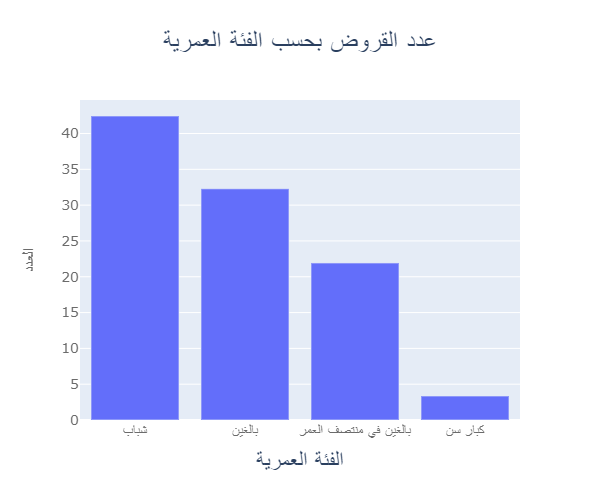 عدد القروض بحسب الفئة العمرية
40
35
30
25
20
15
10
5
0
العدد
شباب
بالغين
بالغين في منتصف العمر
كبار سن
الفئة العمرية